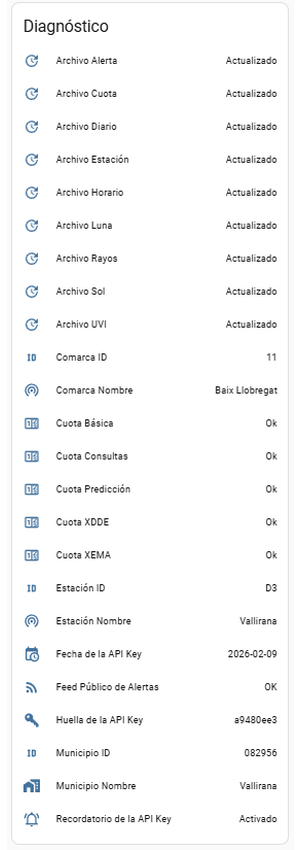 Diagnóstico
Archivo Alerta Actualizado
Archivo Cuota Actualizado
Archivo Diario Actualizado
Archivo Estación Actualizado
Archivo Horario Actualizado
Archivo Luna Actualizado
Archivo Rayos Actualizado
Archivo Sol Actualizado
Archivo UVI Actualizado
ID Comarca ID 11
Comarca Nombre Baix Llobregat
Cuota Básica Ok
Cuota Consultas Ok
Cuota Predicción Ok
Cuota XDDE Ok
Cuota XEMA Ok
ID Estación ID D3
Estación Nombre Vallirana
Fecha de la API Key 2026-02-09
Feed Público de Alertas OK
Huella de la API Key a9480ee3
ID Municipio ID 082956
Municipio Nombre Vallirana
Recordatorio de la API Key Activado